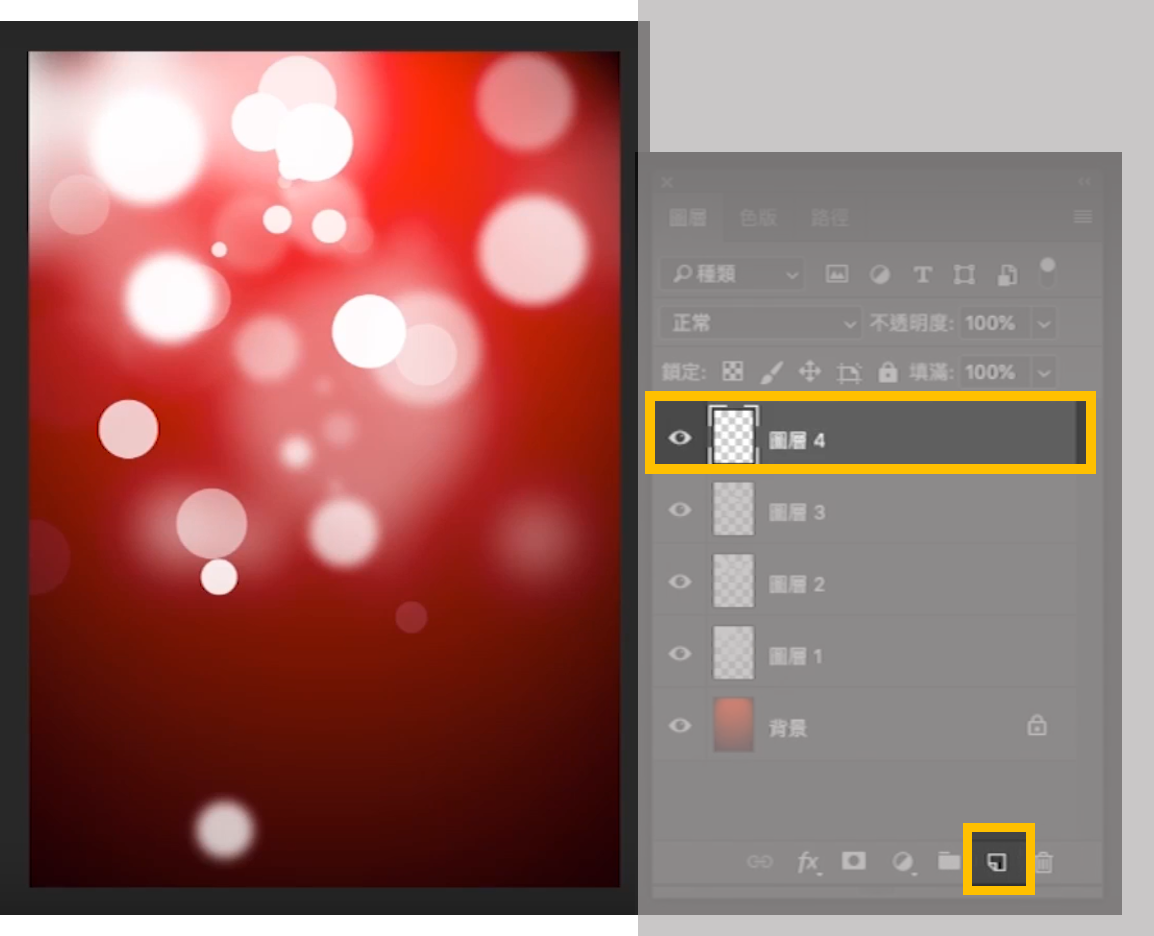 圖層 色版 路徑
種類
正常 不透明度: 100%
鎖定: 填滿: 100%
圖層 4
圖層 3
圖層 2
圖層 1
背景
fx